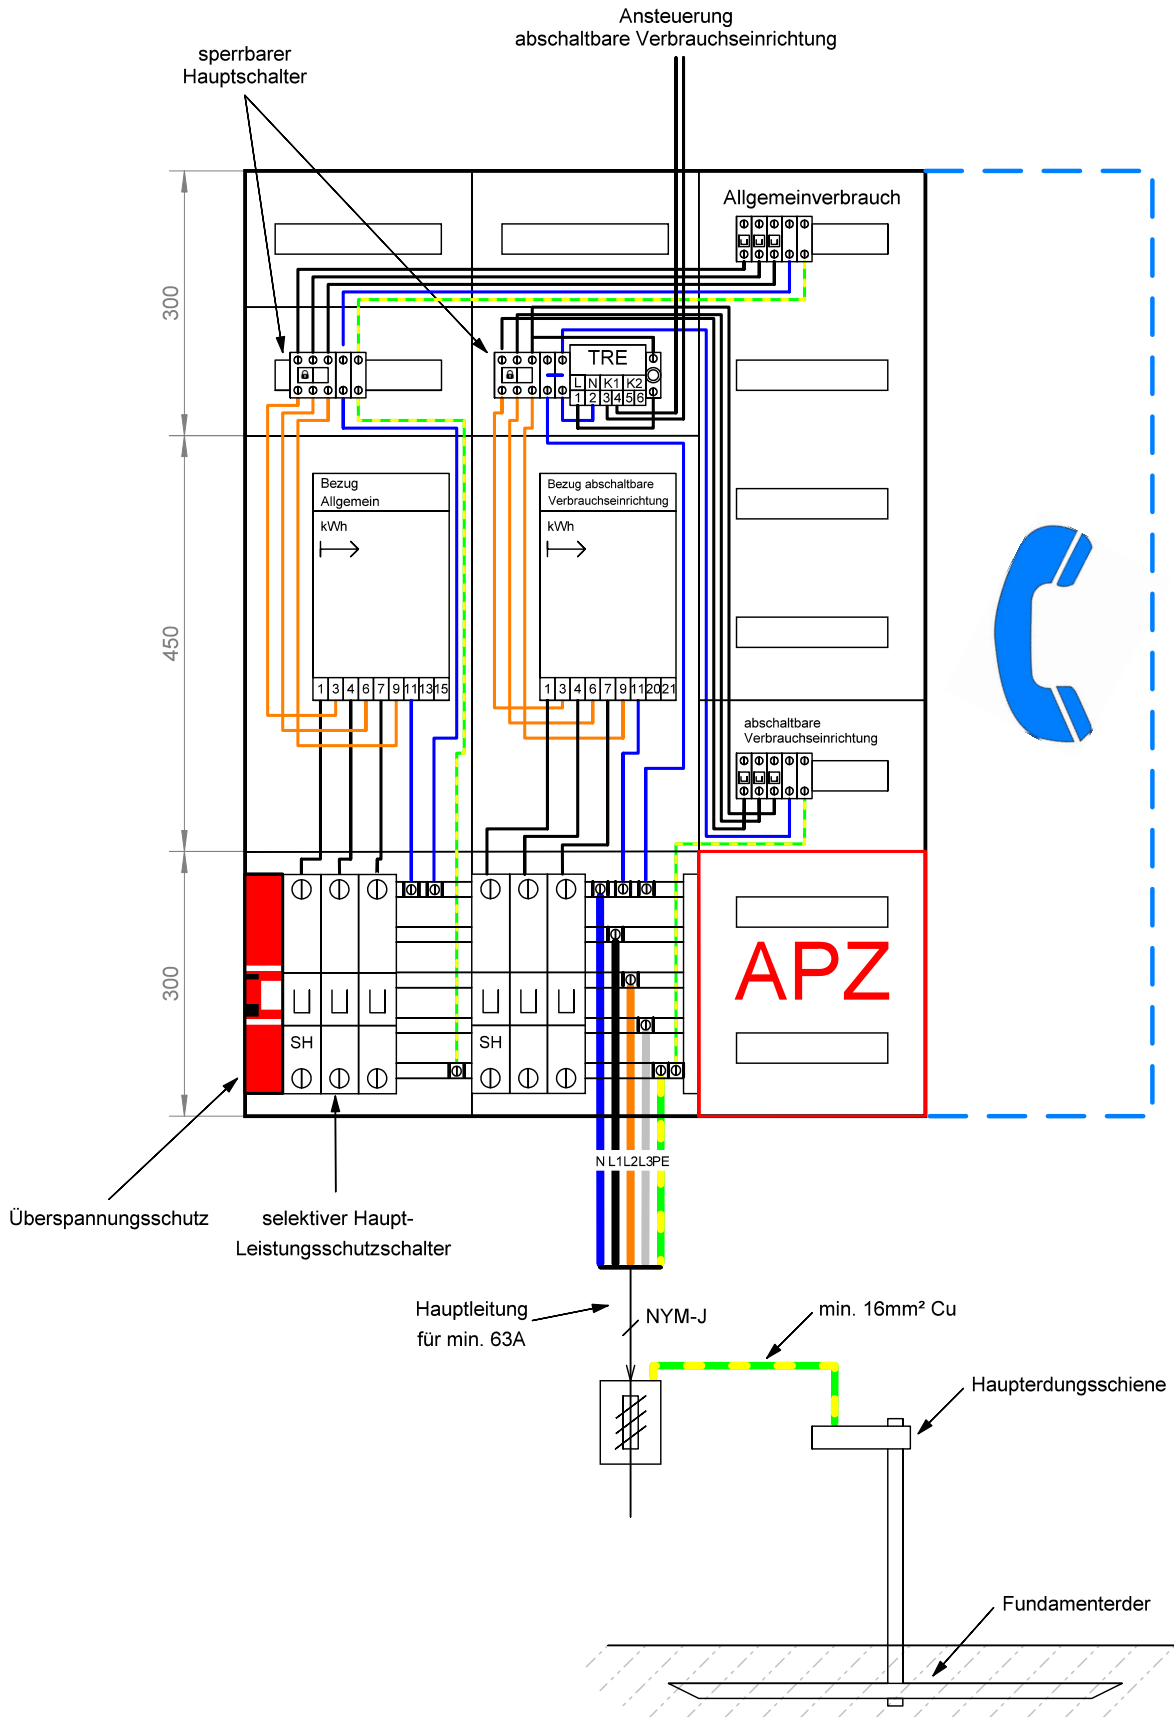 Ansteuerung
abschaltbare Verbrauchseinrichtung
sperrbarer
Hauptschalter
Allgemeinverbrauch
300
TRE
L N K1 K2
1 2 3 4 5 6
Bezug
Allgemein
kWh
Bezug abschaltbare
Verbrauchseinrichtung
kWh
450
1 3 4 6 7 9 11 13 15
1 3 4 6 7 9 11 20 21
abschaltbare
Verbrauchseinrichtung
300
APZ
SH
SH
N L1 L2 L3 PE
Überspannungsschutz
selektiver Haupt-
Leistungsschutzschalter
Hauptleitung
für min. 63A
NYM-J
min. 16mm² Cu
Haupterdungsschiene
Fundamenterder